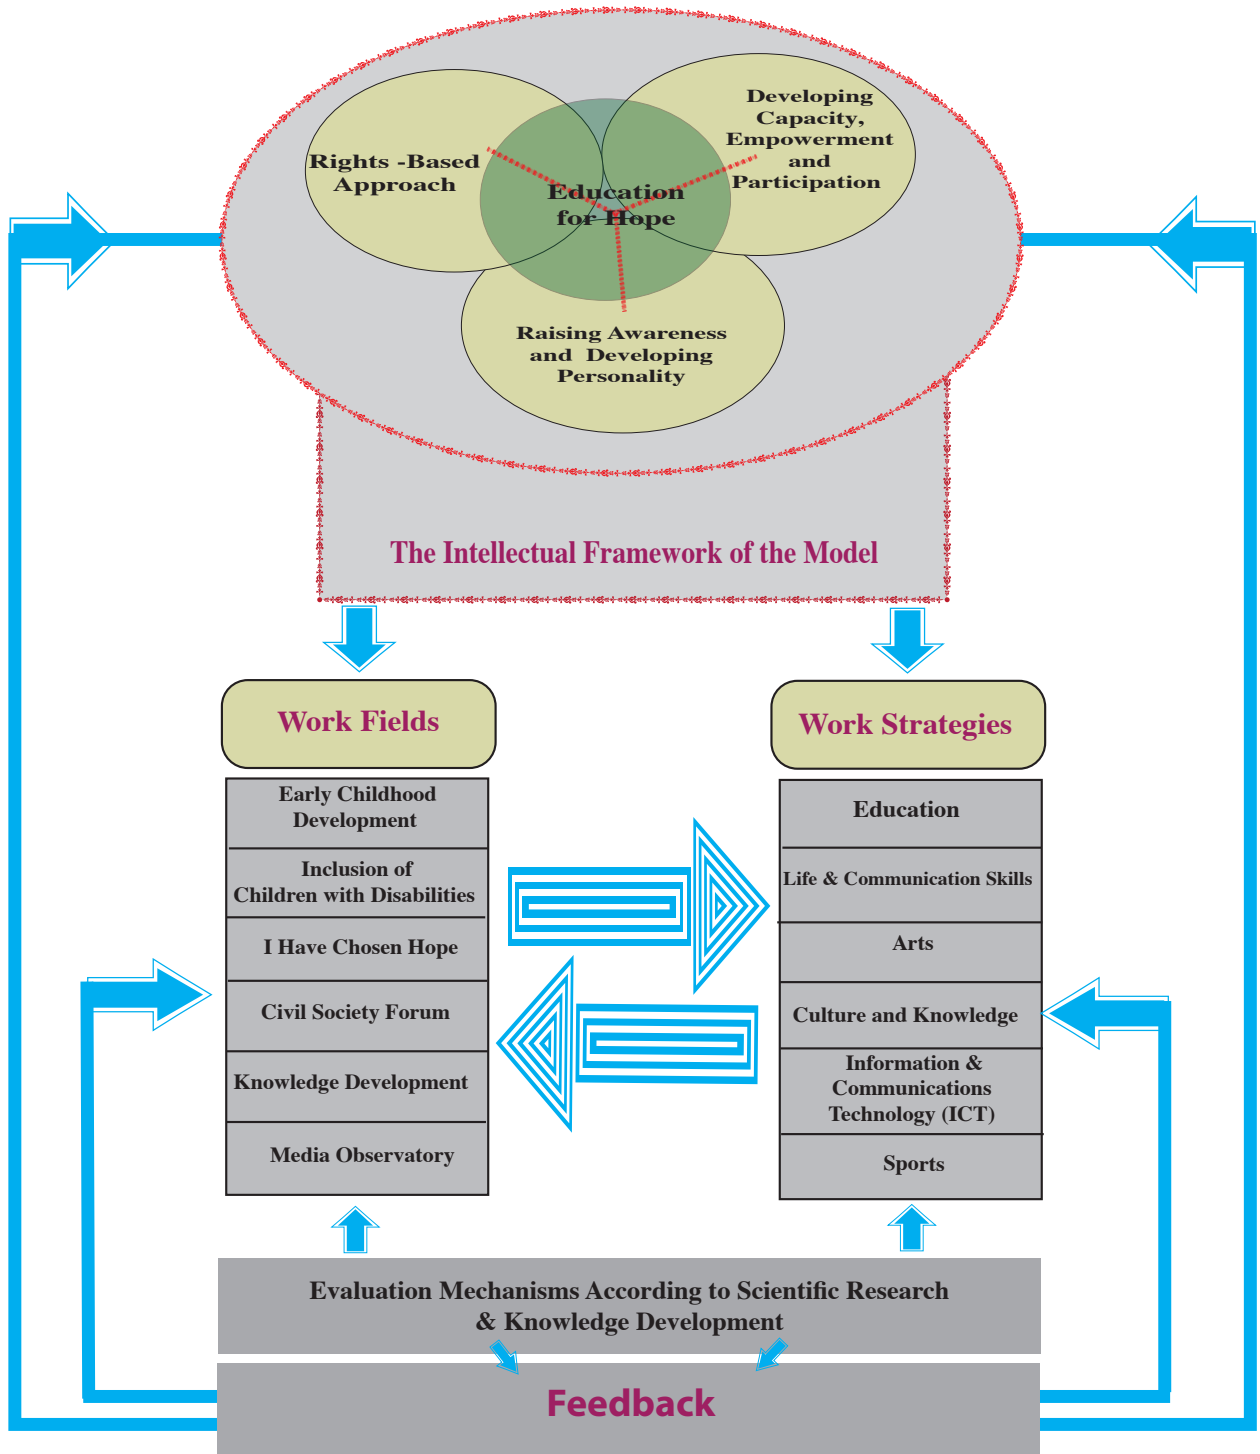 Developing
Capacity,
Empowerment
and
Participation
Rights -Based
Approach
Education
for Hope
Raising Awareness
and Developing
Personality
The Intellectual Framework of the Model
Work Fields
Early Childhood
Development
Inclusion of
Children with Disabilities
I Have Chosen Hope
Civil Society Forum
Knowledge Development
Media Observatory
Work Strategies
Education
Life & Communication Skills
Arts
Culture and Knowledge
Information &
Communications
Technology (ICT)
Sports
Evaluation Mechanisms According to Scientific Research
& Knowledge Development
Feedback